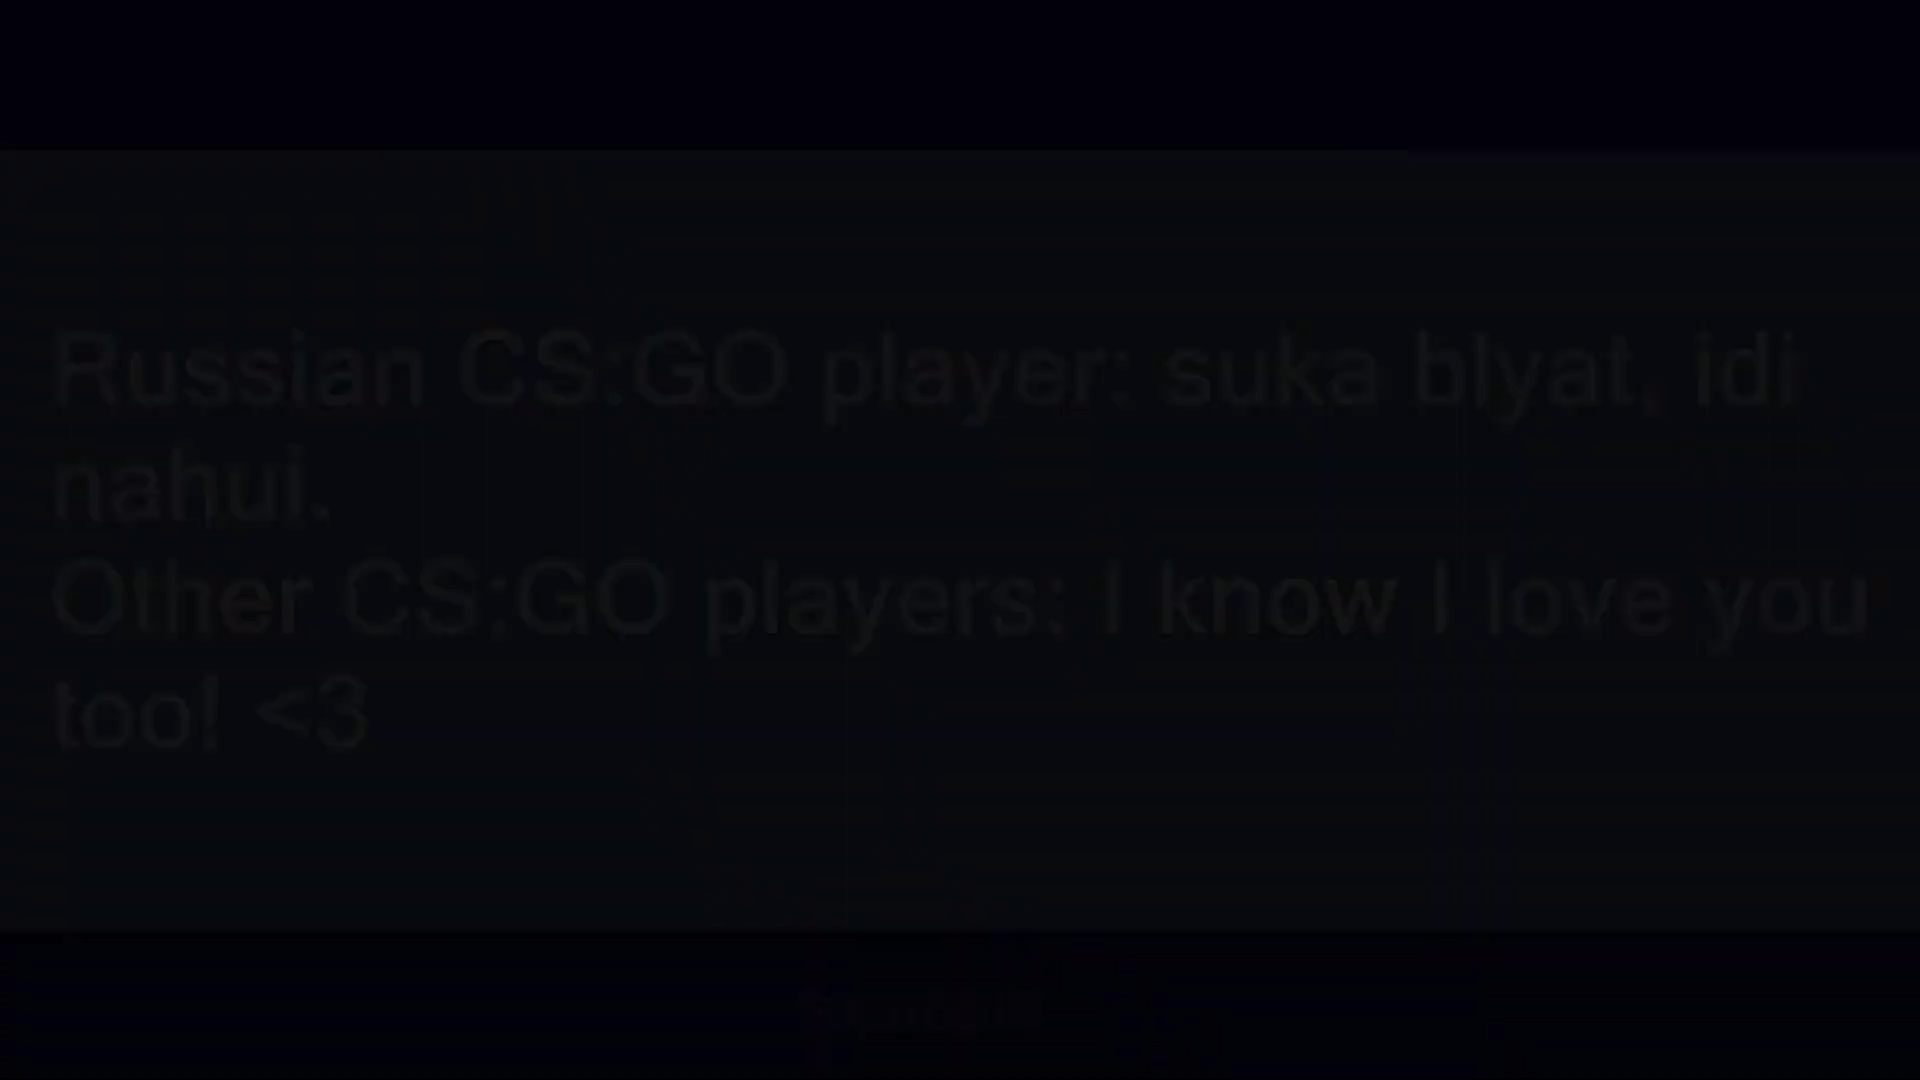 Russian CS:GO player: suka blyat, idi
nahui.
Other CS:GO players: I know I love you
too! <3